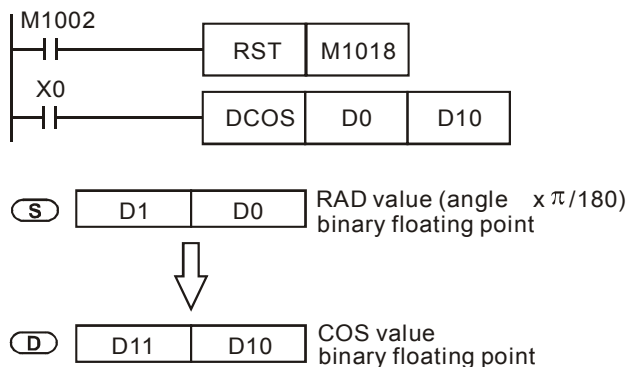 M1002
RST M1018
X0
DCOS D0 D10
S D1 D0 RAD value (angle x π/180)
binary floating point
D D11 D10 COS value
binary floating point